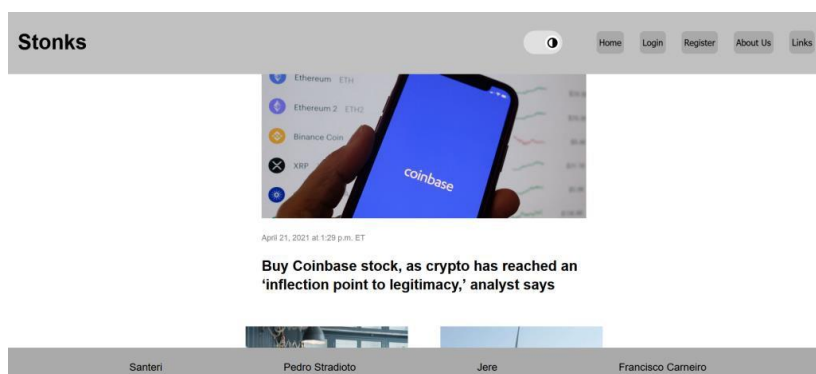 Stonks
Home Login Register About Us Links
Ethereum ETH
Ethereum 2 ETH2
Binance Coin
XRP
coinbase
April 21, 2021 at 1:29 p.m. ET
Buy Coinbase stock, as crypto has reached an
‘inflection point to legitimacy,’ analyst says
Santeri Pedro Stradioto Jere Francisco Carneiro